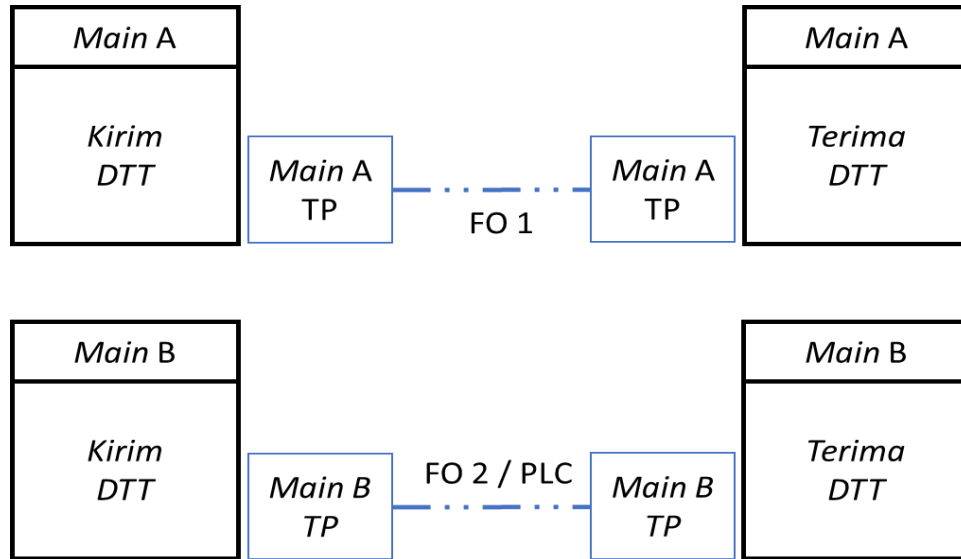 Main A
Main A
Kirim
DTT
Terima
DTT
Main A
TP
FO 1
Main A
TP
Main B
Main B
Kirim
DTT
Terima
DTT
Main B
TP
FO 2 / PLC
Main B
TP